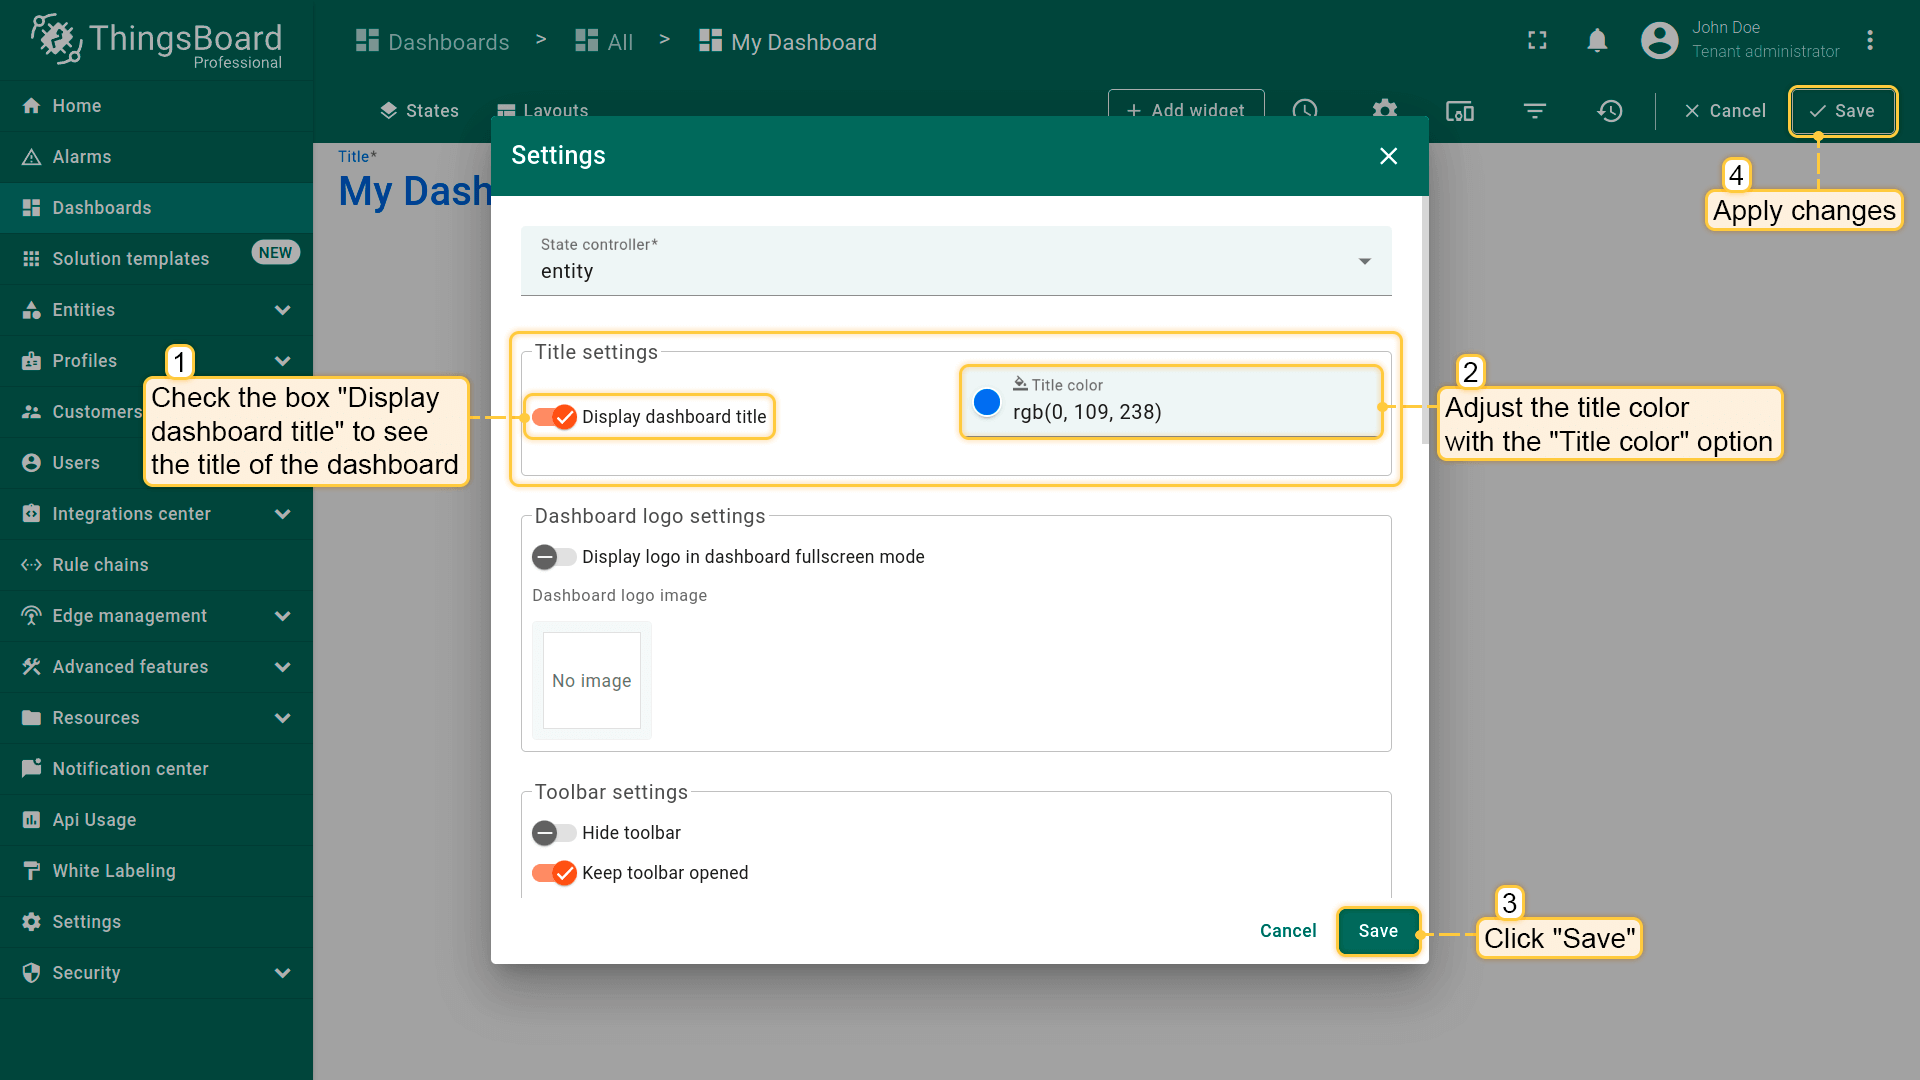 ThingsBoard
Professional
Dashboards > All > My Dashboard
John Doe
Tenant administrator
Home
Alarms
Dashboards
Solution templates NEW
Entities
Profiles
Customers
Users
Integrations center
Rule chains
Edge management
Advanced features
Resources
Notification center
Api Usage
White Labeling
Settings
Security
States Layouts + Add widget Cancel Save
Title*
My Dash
4
Apply changes
Settings
State controller*
entity
Title settings
Display dashboard title
Title color
rgb(0, 109, 238)
1
Check the box "Display
dashboard title" to see
the title of the dashboard
2
Adjust the title color
with the "Title color" option
Dashboard logo settings
Display logo in dashboard fullscreen mode
Dashboard logo image
No image
Toolbar settings
Hide toolbar
Keep toolbar opened
Cancel Save
3
Click "Save"